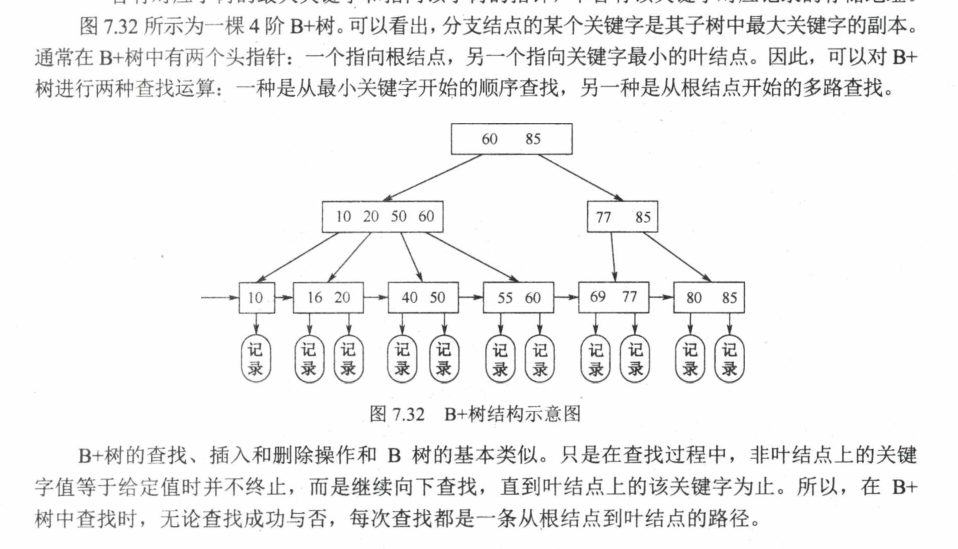 图 7.32 所示为一棵 4 阶 B+树。可以看出，分支结点的某个关键字是其子树中最大关键字的副本。
通常在 B+树中有两个头指针：一个指向根结点，另一个指向关键字最小的叶结点。因此，可以对 B+
树进行两种查找运算：一种是从最小关键字开始的顺序查找，另一种是从根结点开始的多路查找。
60 85
10 20 50 60 77 85
10 16 20 40 50 55 60 69 77 80 85
记录 记录 记录 记录 记录 记录 记录 记录 记录 记录 记录
图 7.32 B+树结构示意图
B+树的查找、插入和删除操作和 B 树的基本类似。只是在查找过程中，非叶结点上的关键
字值等于给定值时并不终止，而是继续向下查找，直到叶结点上的该关键字为止。所以，在 B+
树中查找时，无论查找成功与否，每次查找都是一条从根结点到叶结点的路径。